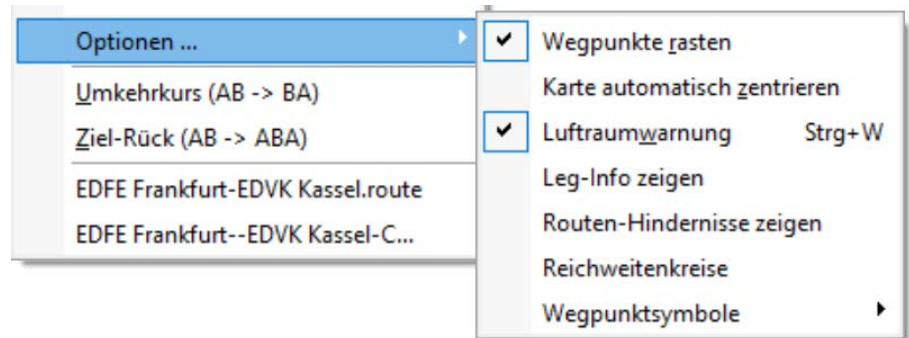 Optionen ...
Umkehrkurs (AB -> BA)
Ziel-Rück (AB -> ABA)
EDFE Frankfurt-EDVK Kassel.route
EDFE Frankfurt--EDVK Kassel-C...
Wegpunkte rasten
Karte automatisch zentrieren
Luftraumwarnung Strg+W
Leg-Info zeigen
Routen-Hindernisse zeigen
Reichweitenkreise
Wegpunktsymbole